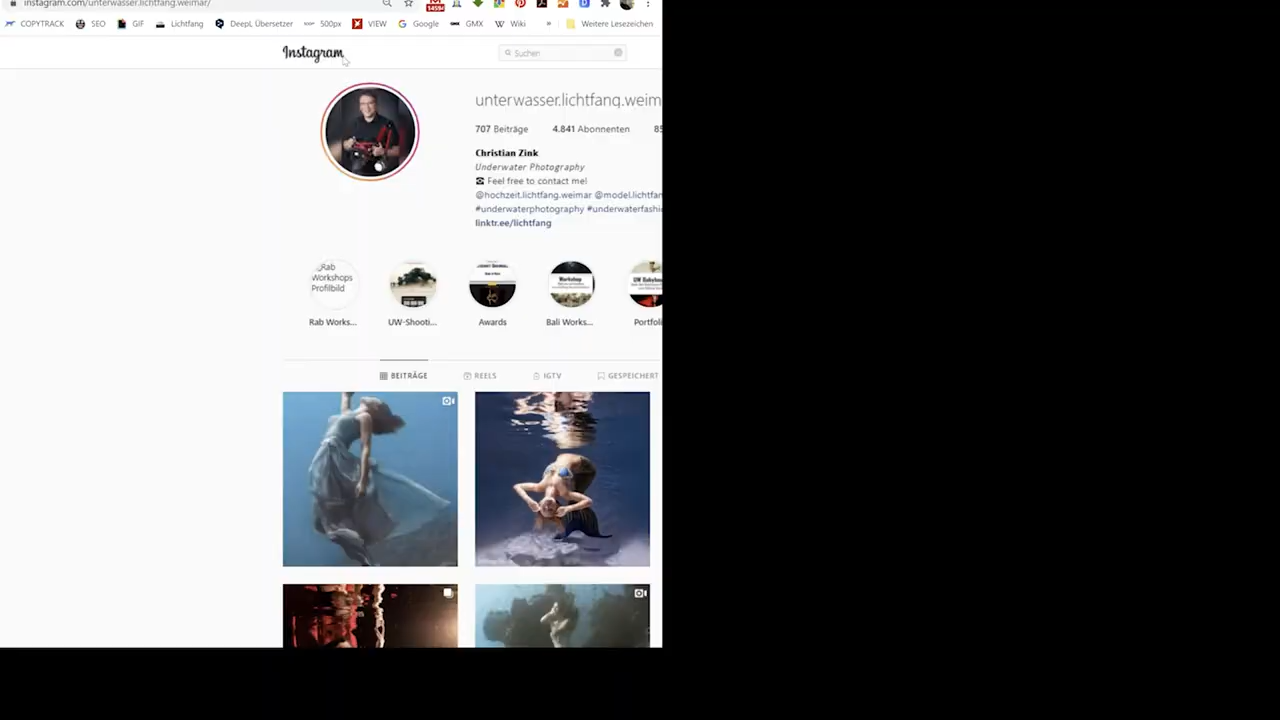 instagram.com/unterwasser.lichtfang.weimar/
COPYTRACK SEO GIF Lichtfang DeepL Übersetzer 500px VIEW Google GMX Wiki » Weitere Lesezeichen
Instagram
Suchen
unterwasser.lichtfang.weim
707 Beiträge 4.841 Abonnenten 85
Christian Zink
Underwater Photography
Feel free to contact me!
@hochzeit.lichtfang.weimar @model.lichtfan
#underwaterphotography #underwaterfashi
linktr.ee/lichtfang
Rab
Workshops
Profilbild
Workshop
Rab Works... UW-Shooti... Awards Bali Works... Portfoli
BEITRÄGE REELS IGTV GESPEICHERT